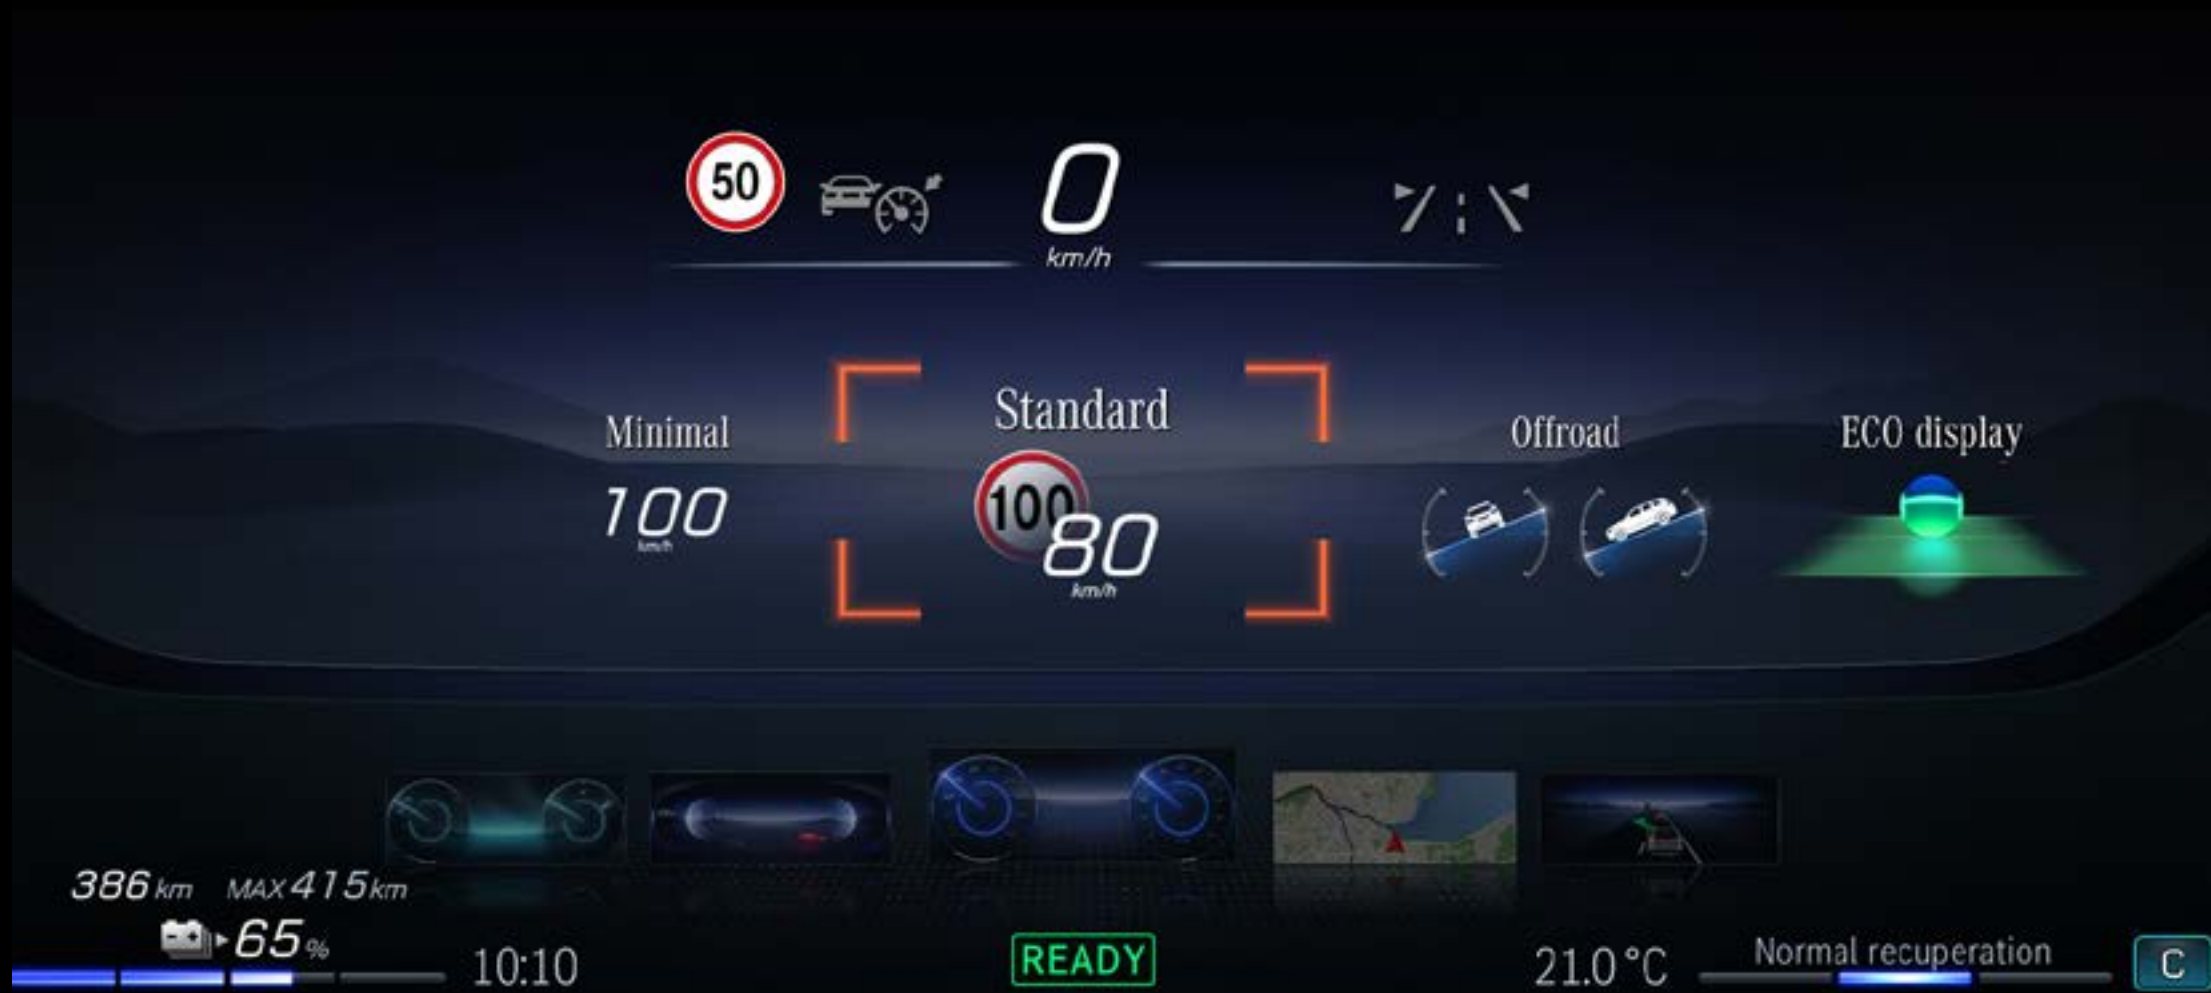 50
0
km/h
Minimal
100
km/h
Standard
100
80
km/h
Offroad
ECO display
386 km MAX 415 km
65 %
10:10
READY
21.0 °C
Normal recuperation
C